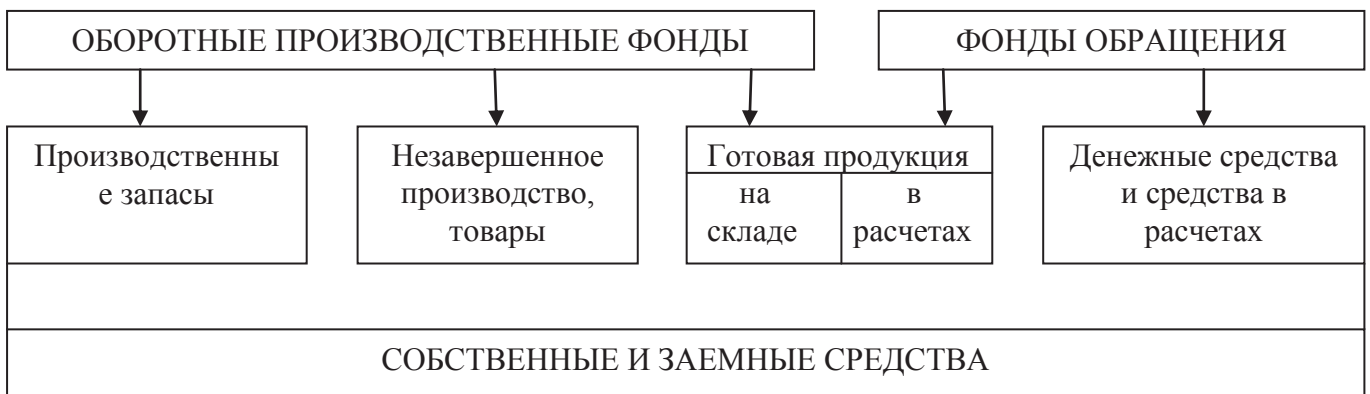 ОБОРОТНЫЕ ПРОИЗВОДСТВЕННЫЕ ФОНДЫ
ФОНДЫ ОБРАЩЕНИЯ
Производственны
е запасы
Незавершенное
производство,
товары
Готовая продукция
на
складе
в
расчетах
Денежные средства
и средства в
расчетах
СОБСТВЕННЫЕ И ЗАЕМНЫЕ СРЕДСТВА